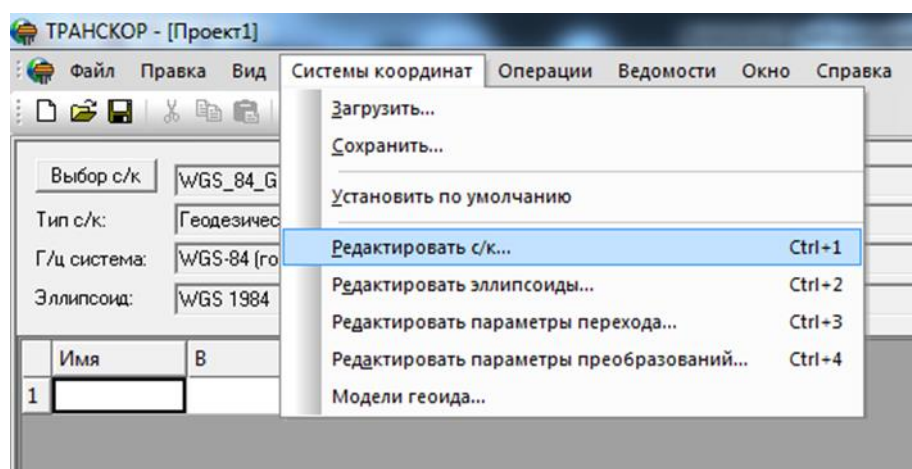 ТРАНСКОР - [Проект1]
Файл Правка Вид Системы координат Операции Ведомости Окно Справка
Загрузить...
Сохранить...
Установить по умолчанию
Редактировать с/к... Ctrl+1
Редактировать эллипсоиды... Ctrl+2
Редактировать параметры перехода... Ctrl+3
Редактировать параметры преобразований... Ctrl+4
Модели геоида...
Выбор с/к WGS_84_G
Тип с/к: Геодезичес
Г/ц система: WGS-84 (го
Эллипсоид: WGS 1984
Имя B
1